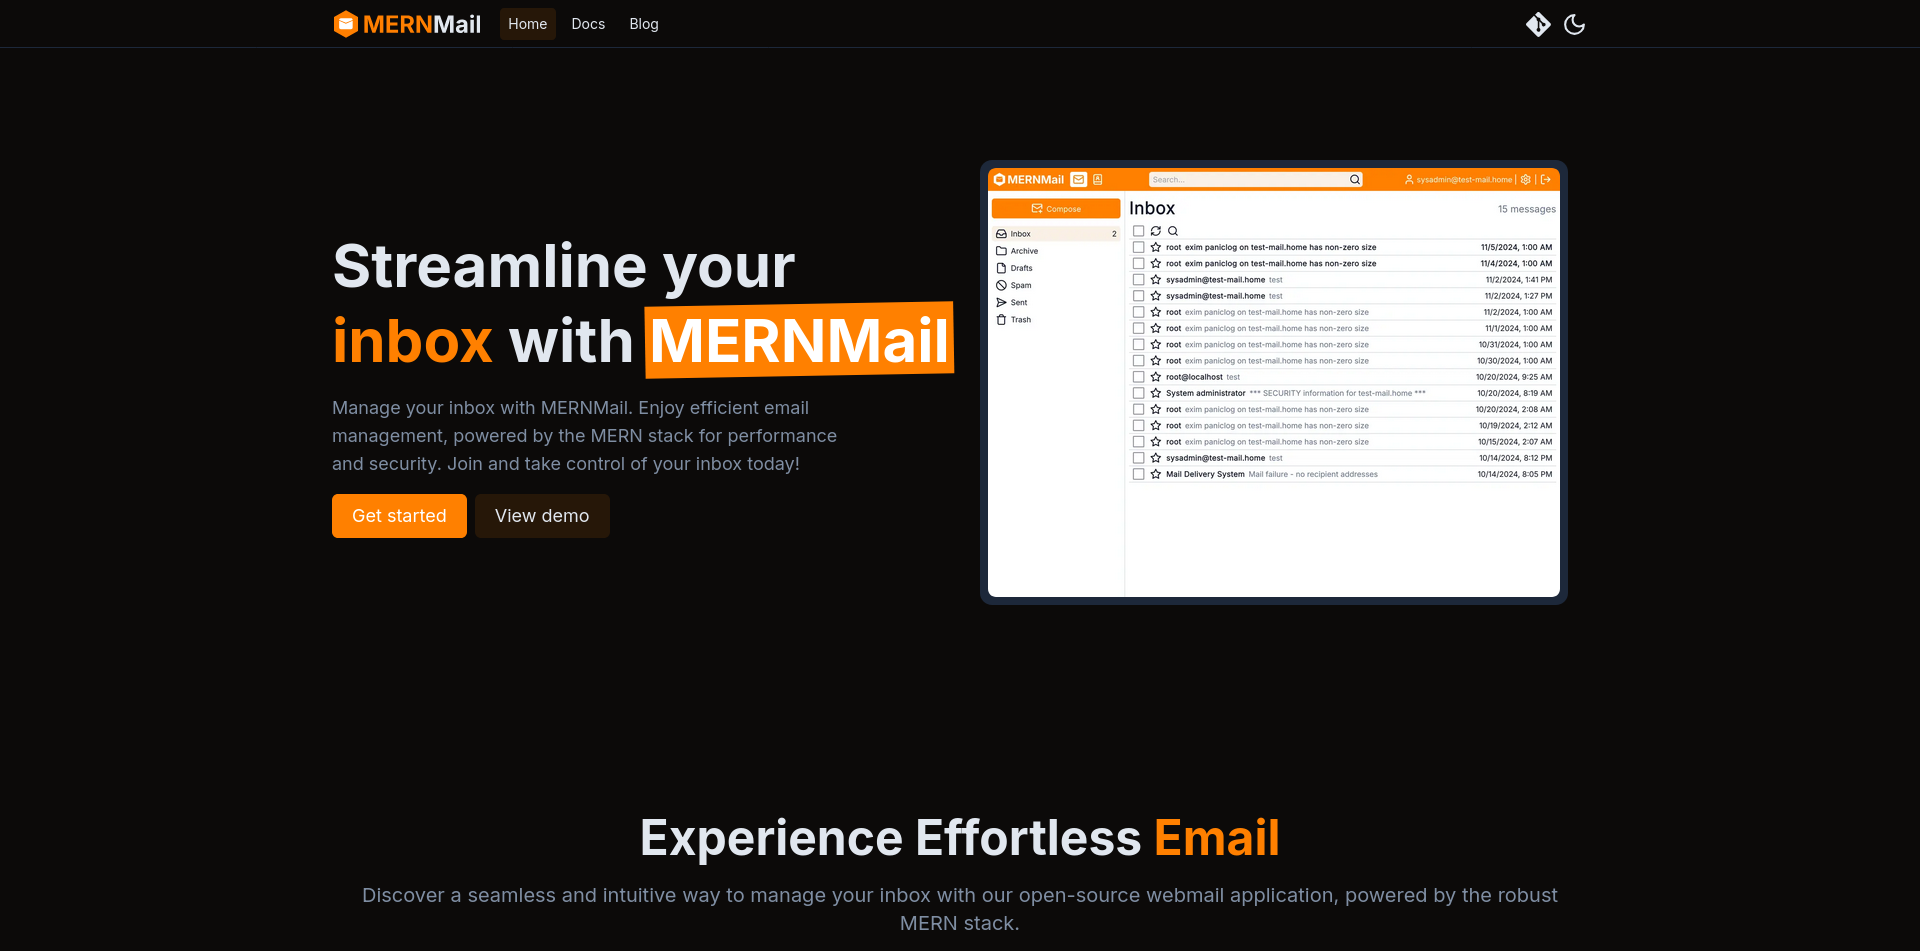 MERNMail Home Docs Blog
Streamline your
inbox with MERNMail
Manage your inbox with MERNMail. Enjoy efficient email
management, powered by the MERN stack for performance
and security. Join and take control of your inbox today!
Get started View demo
MERNMail Search... sysadmin@test-mail.home | |
Compose
Inbox 2
Archive
Drafts
Spam
Sent
Trash
Inbox 15 messages
root exim paniclog on test-mail.home has non-zero size 11/5/2024, 1:00 AM
root exim paniclog on test-mail.home has non-zero size 11/4/2024, 1:00 AM
sysadmin@test-mail.home test 11/2/2024, 1:41 PM
sysadmin@test-mail.home test 11/2/2024, 1:27 PM
root exim paniclog on test-mail.home has non-zero size 11/2/2024, 1:00 AM
root exim paniclog on test-mail.home has non-zero size 11/1/2024, 1:00 AM
root exim paniclog on test-mail.home has non-zero size 10/31/2024, 1:00 AM
root exim paniclog on test-mail.home has non-zero size 10/30/2024, 1:00 AM
root@localhost test 10/20/2024, 9:25 AM
System administrator *** SECURITY information for test-mail.home *** 10/20/2024, 8:19 AM
root exim paniclog on test-mail.home has non-zero size 10/20/2024, 2:08 AM
root exim paniclog on test-mail.home has non-zero size 10/19/2024, 2:12 AM
root exim paniclog on test-mail.home has non-zero size 10/15/2024, 2:07 AM
sysadmin@test-mail.home test 10/14/2024, 8:12 PM
Mail Delivery System Mail failure - no recipient addresses 10/14/2024, 8:05 PM
Experience Effortless Email
Discover a seamless and intuitive way to manage your inbox with our open-source webmail application, powered by the robust
MERN stack.